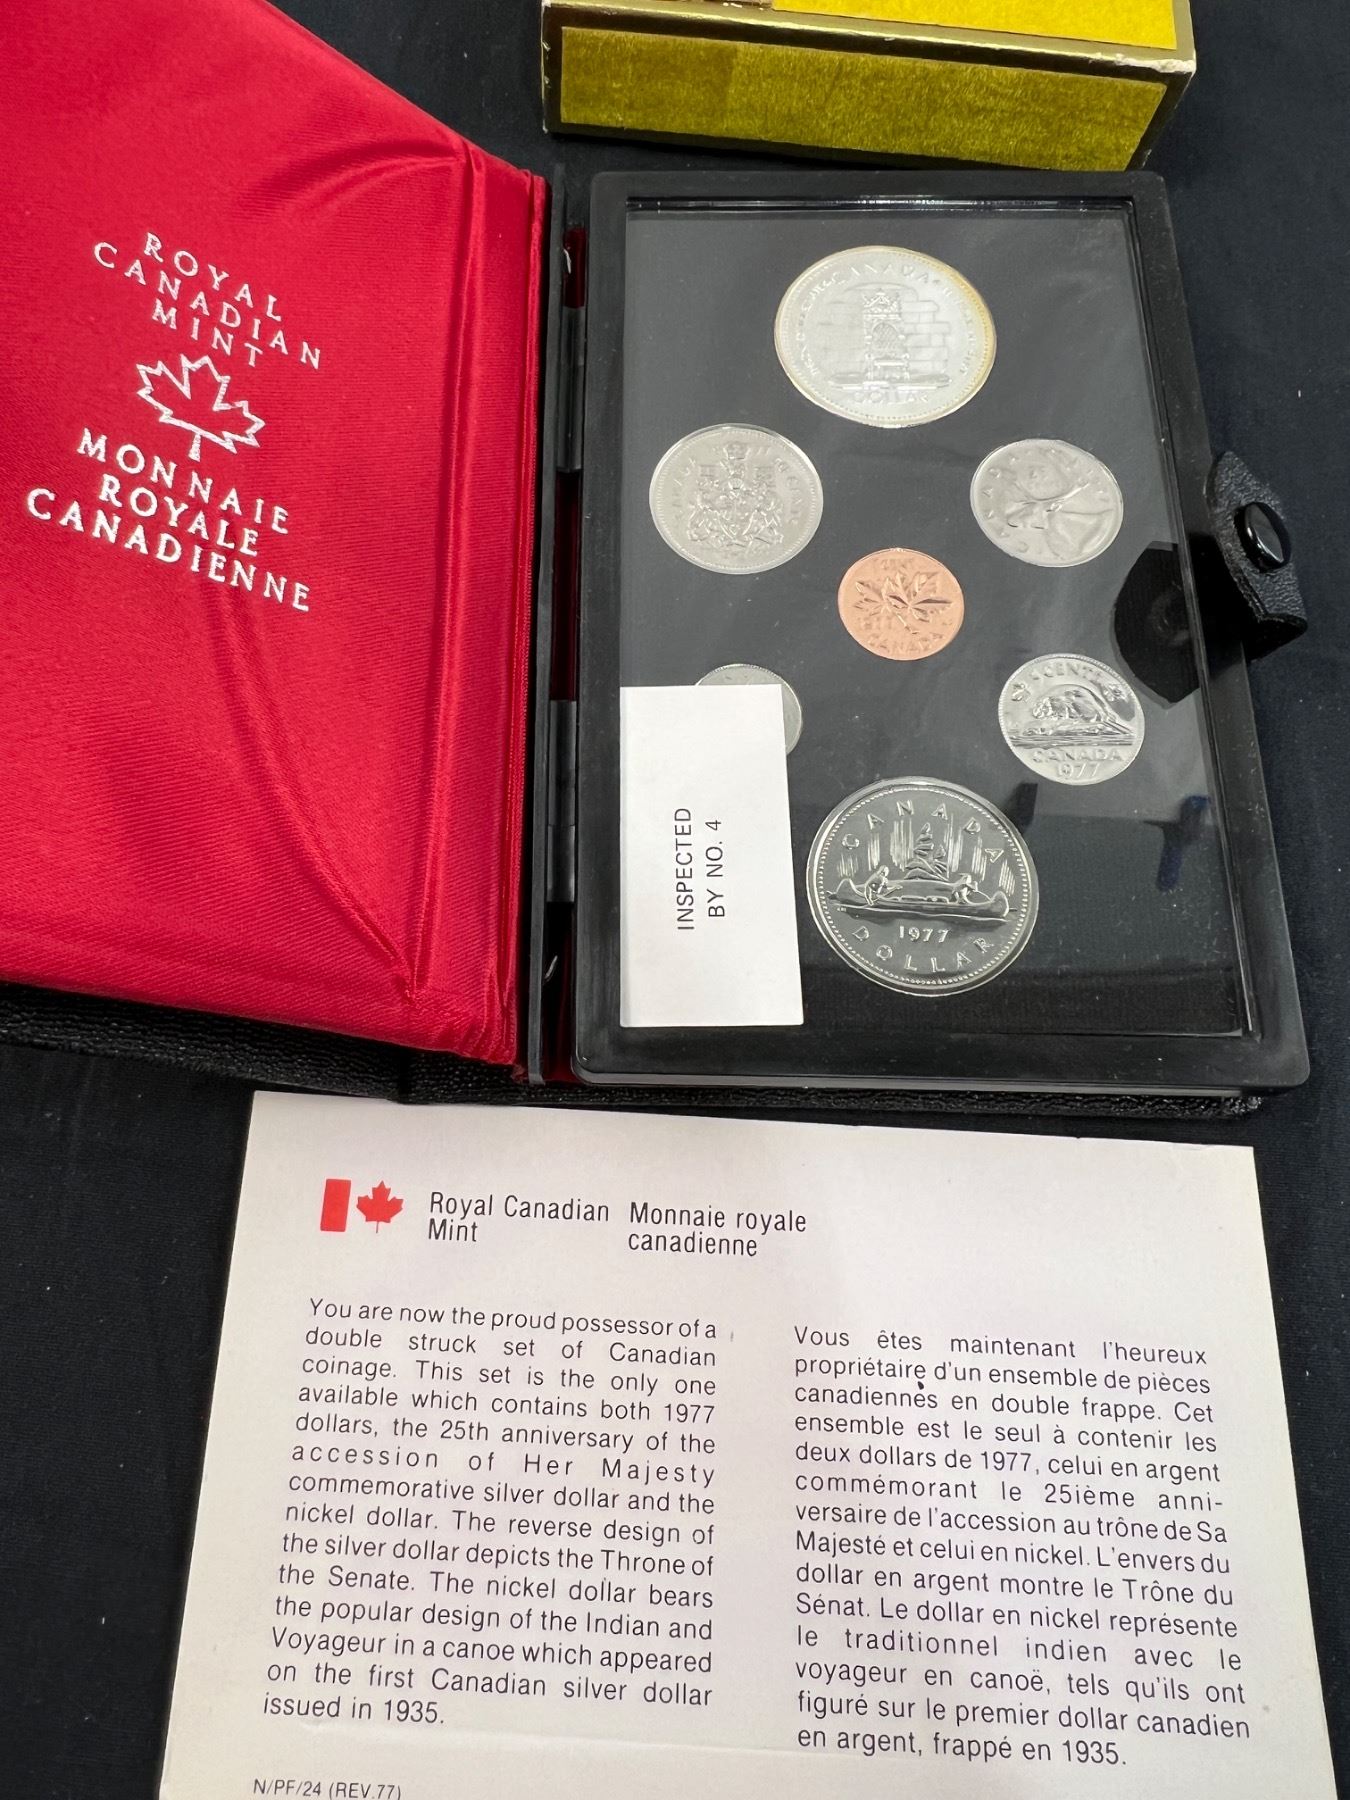 ROYAL
CANADIAN
MINT
MONNAIE
ROYALE
CANADIENNE
CANADA
DOLLAR
CANADA
1977
CANADA
5 CENTS
CANADA
1977
INSPECTED
BY NO. 4
CANADA
1977
DOLLAR
Royal Canadian
Mint
Monnaie royale
canadienne
You are now the proud possessor of a
double struck set of Canadian
coinage. This set is the only one
available which contains both 1977
dollars, the 25th anniversary of the
accession of Her Majesty
commemorative silver dollar and the
nickel dollar. The reverse design of
the silver dollar depicts the Throne of
the Senate. The nickel dollar bears
the popular design of the Indian and
Voyageur in a canoe which appeared
on the first Canadian silver dollar
issued in 1935.
Vous êtes maintenant l'heureux
propriétaire d'un ensemble de pièces
canadiennes en double frappe. Cet
ensemble est le seul à contenir les
deux dollars de 1977, celui en argent
commémorant le 25ième anni-
versaire de l'accession au trône de Sa
Majesté et celui en nickel. L'envers du
dollar en argent montre le Trône du
Sénat. Le dollar en nickel représente
le traditionnel indien avec le
voyageur en canoë, tels qu'ils ont
figuré sur le premier dollar canadien
en argent, frappé en 1935.
N/PF/24 (REV.77)